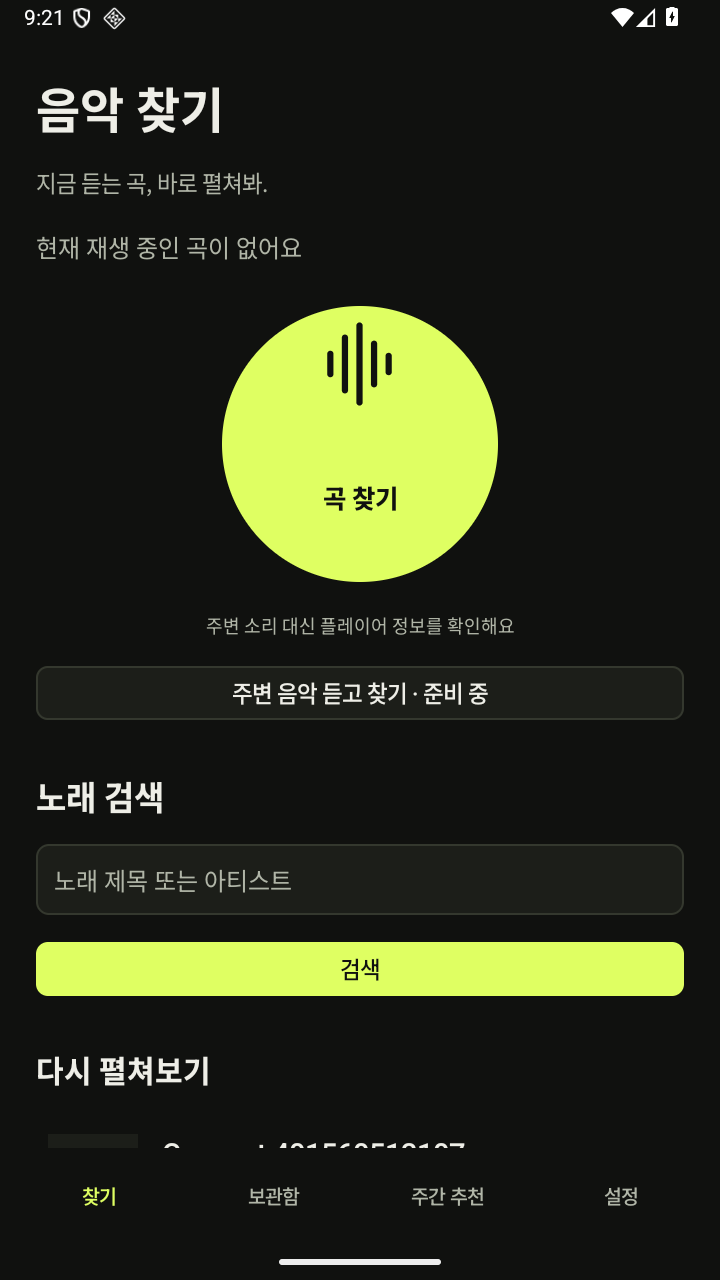 9:21
음악 찾기
지금 듣는 곡, 바로 펼쳐봐.
현재 재생 중인 곡이 없어요
곡 찾기
주변 소리 대신 플레이어 정보를 확인해요
주변 음악 듣고 찾기 · 준비 중
노래 검색
노래 제목 또는 아티스트
검색
다시 펼쳐보기
찾기
보관함
주간 추천
설정